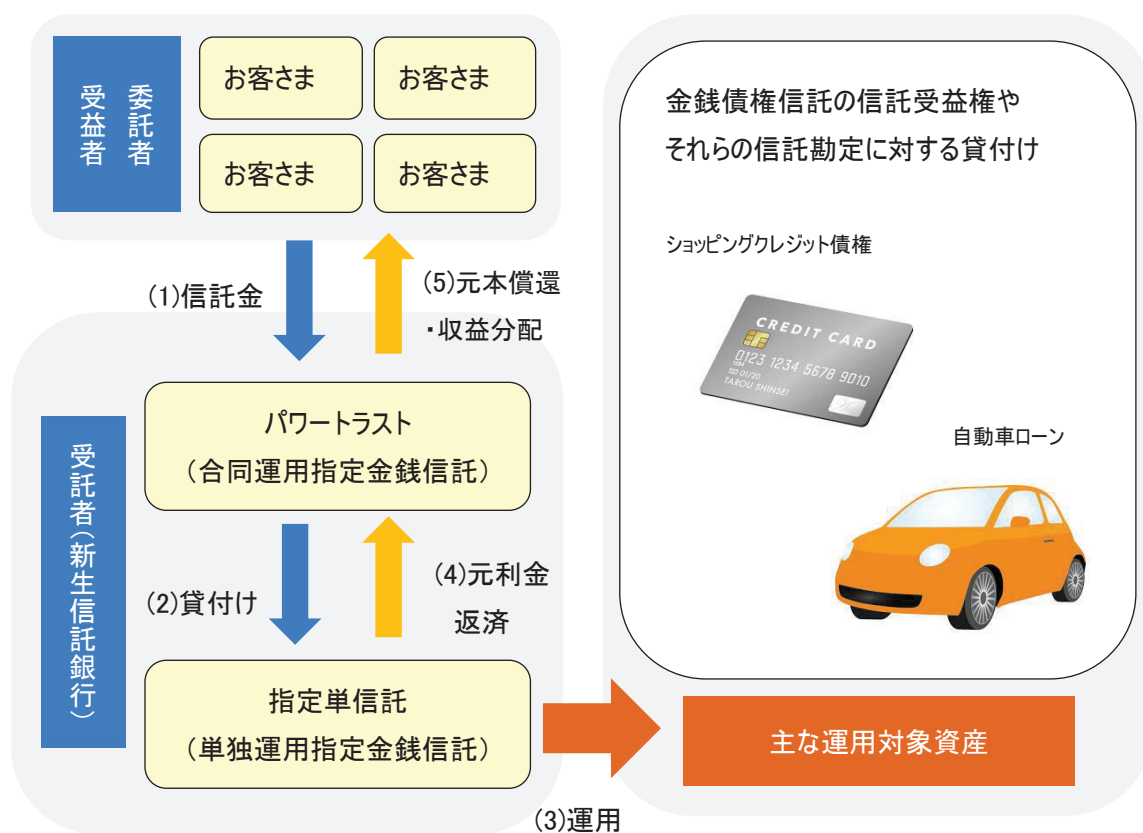 委託者
受益者
お客さま
お客さま
お客さま
お客さま
(1)信託金
(5)元本償還
・収益分配
受託者(新生信託銀行)
パワートラスト
(合同運用指定金銭信託)
(2)貸付け
(4)元利金
返済
指定単信託
(単独運用指定金銭信託)
(3)運用
金銭債権信託の信託受益権や
それらの信託勘定に対する貸付け
ショッピングクレジット債権
CREDIT CARD
0123 1234 5678 9010
01/20
TAROU SHINSEI
自動車ローン
主な運用対象資産